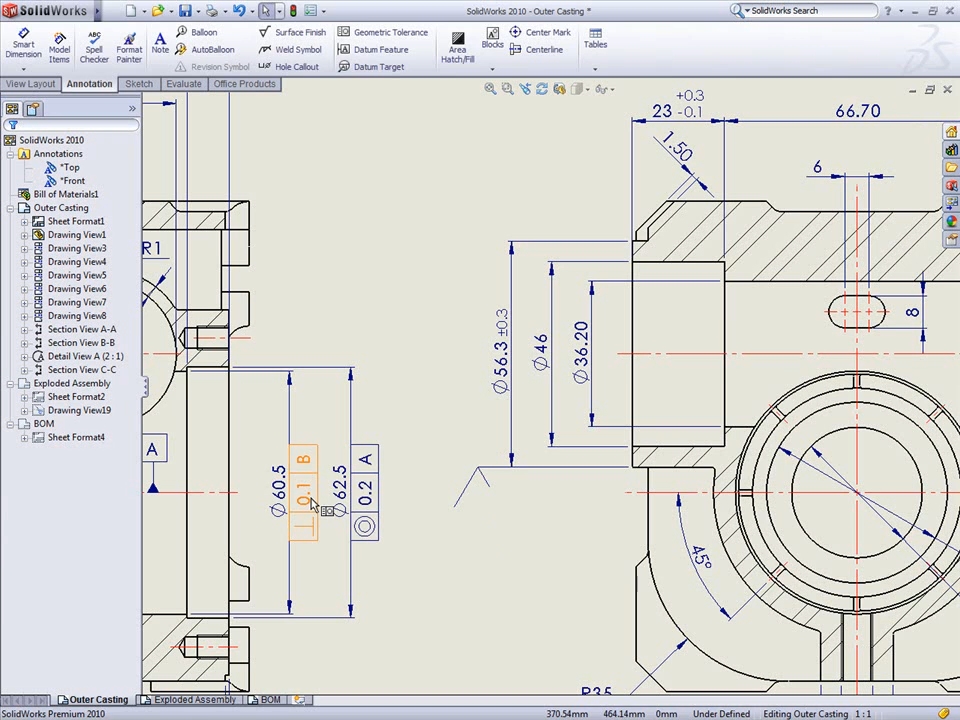 SolidWorks
SolidWorks 2010 - Outer Casting *
SolidWorks Search
Smart Dimension
Model Items
Spell Checker
Format Painter
Note
Balloon
AutoBalloon
Revision Symbol
Surface Finish
Weld Symbol
Hole Callout
Geometric Tolerance
Datum Feature
Datum Target
Area Hatch/Fill
Blocks
Center Mark
Centerline
Tables
View Layout
Annotation
Sketch
Evaluate
Office Products
SolidWorks 2010
Annotations
*Top
*Front
Bill of Materials1
Outer Casting
Sheet Format1
Drawing View1
Drawing View3
Drawing View4
Drawing View5
Drawing View6
Drawing View7
Drawing View8
Section View A-A
Section View B-B
Detail View A (2 : 1)
Section View C-C
Exploded Assembly
Sheet Format2
Drawing View19
BOM
Sheet Format4
R1
A
∅60.5
⊥ 0.1 B
∅62.5
◎ 0.2 A
23 +0.3 -0.1
66.70
1.50
6
8
∅56.3 ±0.3
∅46
∅36.20
45°
R35
Outer Casting
Exploded Assembly
BOM
SolidWorks Premium 2010
370.54mm
464.14mm
0mm
Under Defined
Editing Outer Casting
1 : 1